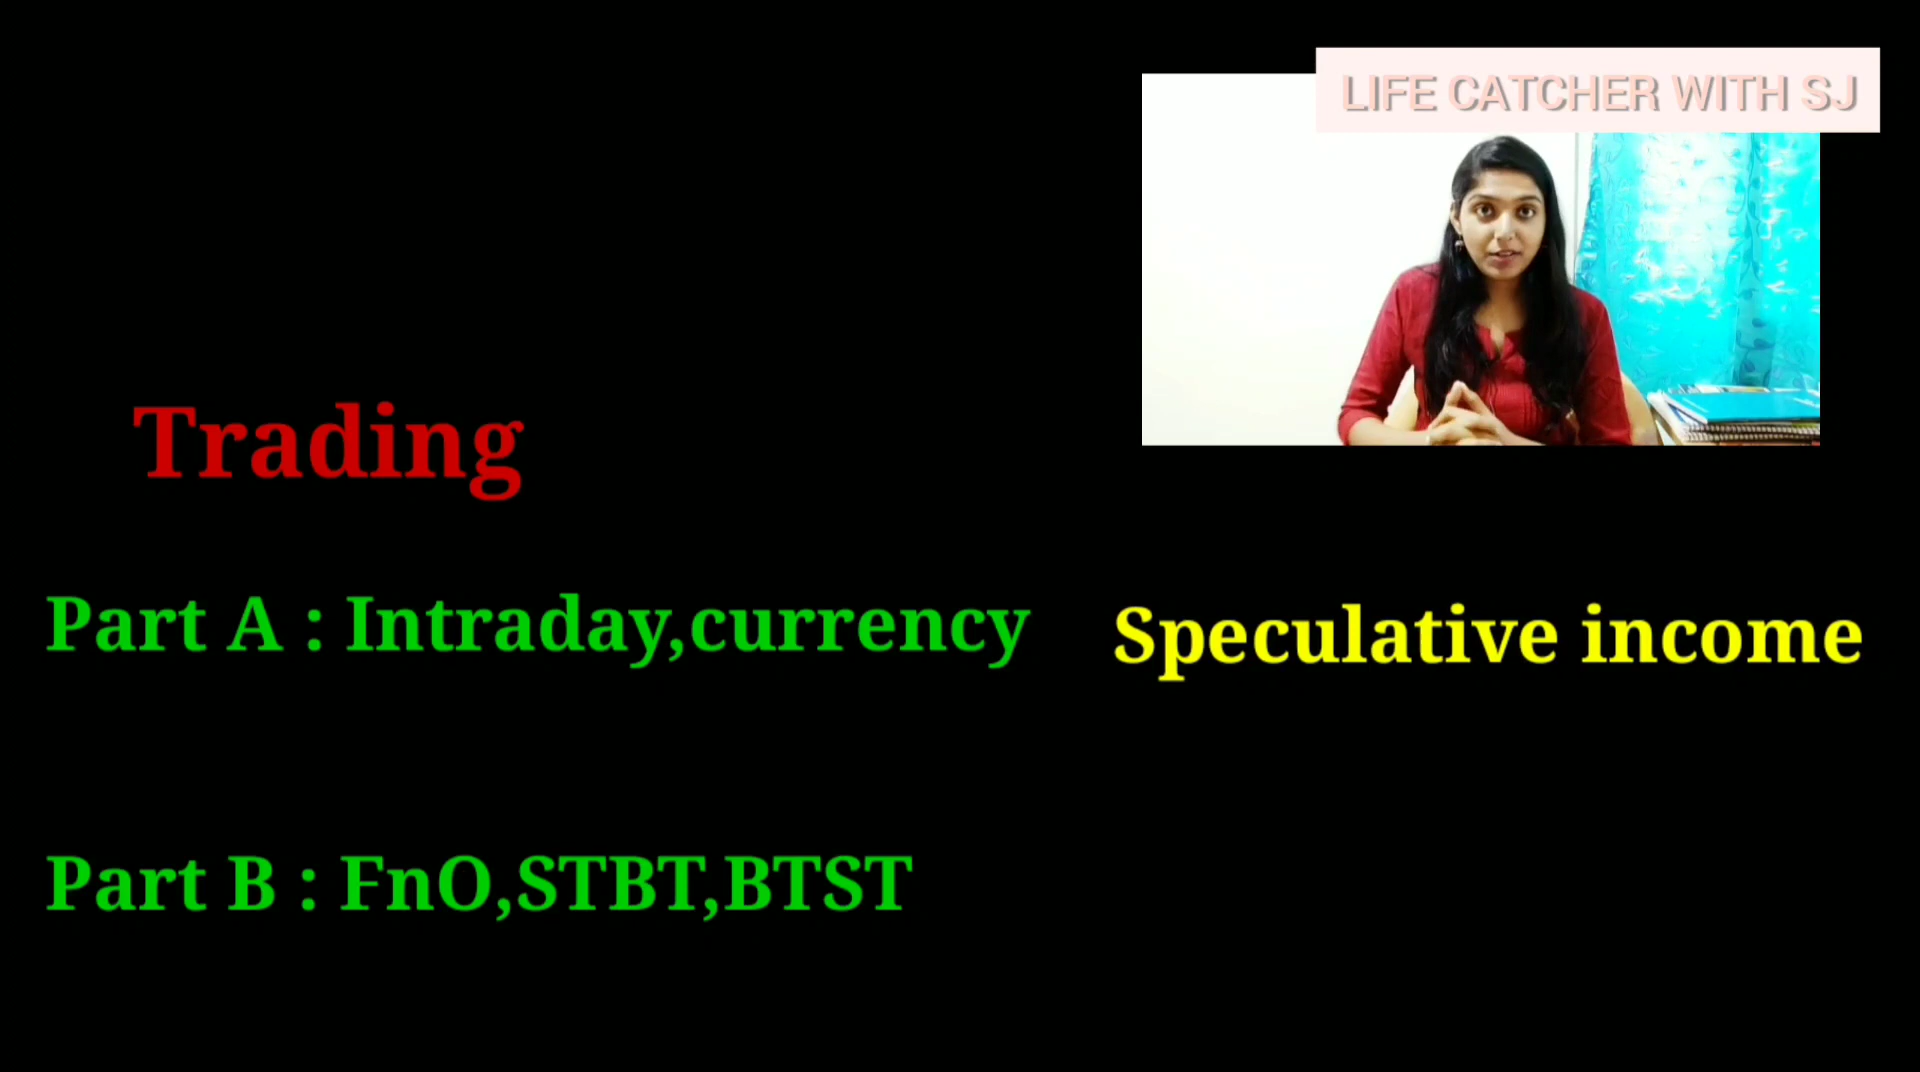 LIFE CATCHER WITH SJ
Trading
Part A : Intraday,currency
Speculative income
Part B : FnO,STBT,BTST